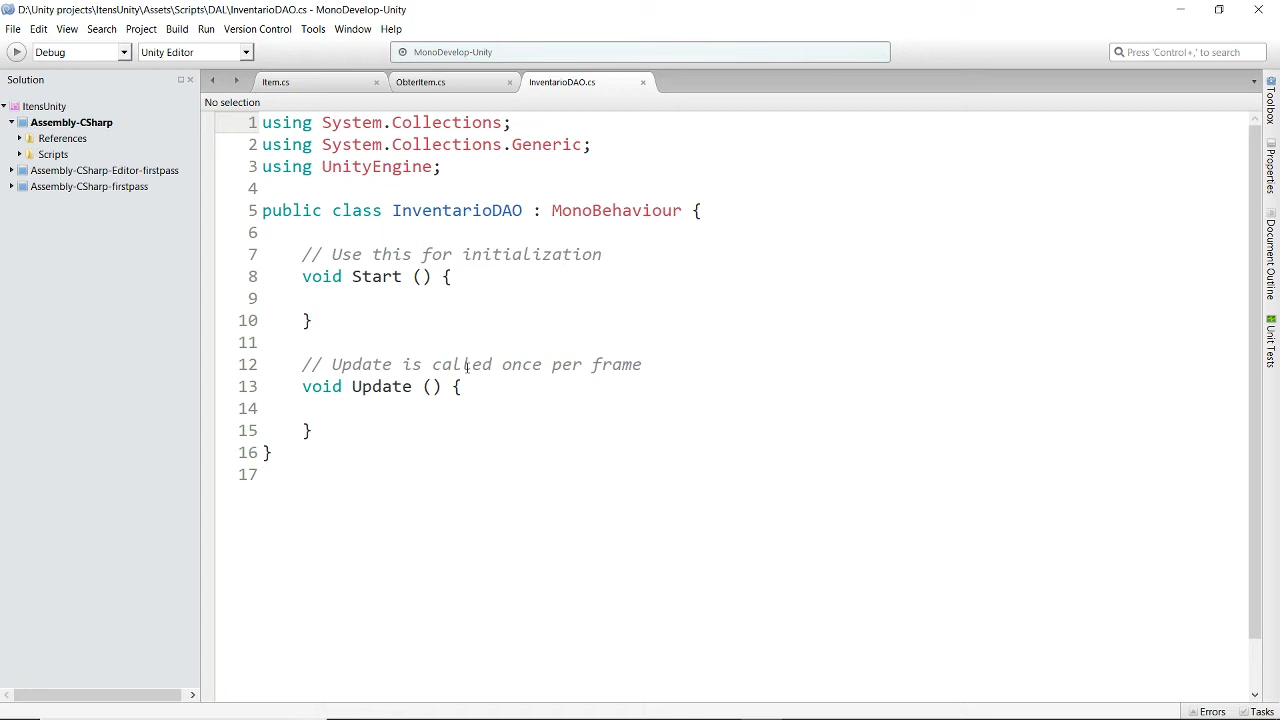 D:\Unity projects\ItensUnity\Assets\Scripts\DAL\InventarioDAO.cs - MonoDevelop-Unity
File Edit View Search Project Build Run Version Control Tools Window Help
Debug Unity Editor MonoDevelop-Unity Press 'Control+,' to search
Solution
ItensUnity
Assembly-CSharp
References
Scripts
Assembly-CSharp-Editor-firstpass
Assembly-CSharp-firstpass
Item.cs ObterItem.cs InventarioDAO.cs
No selection
1 using System.Collections;
2 using System.Collections.Generic;
3 using UnityEngine;
4
5 public class InventarioDAO : MonoBehaviour {
6
7 // Use this for initialization
8 void Start () {
9
10 }
11
12 // Update is called once per frame
13 void Update () {
14
15 }
16 }
17
Toolbox
Properties
Document Outline
Unit Tests
Errors Tasks